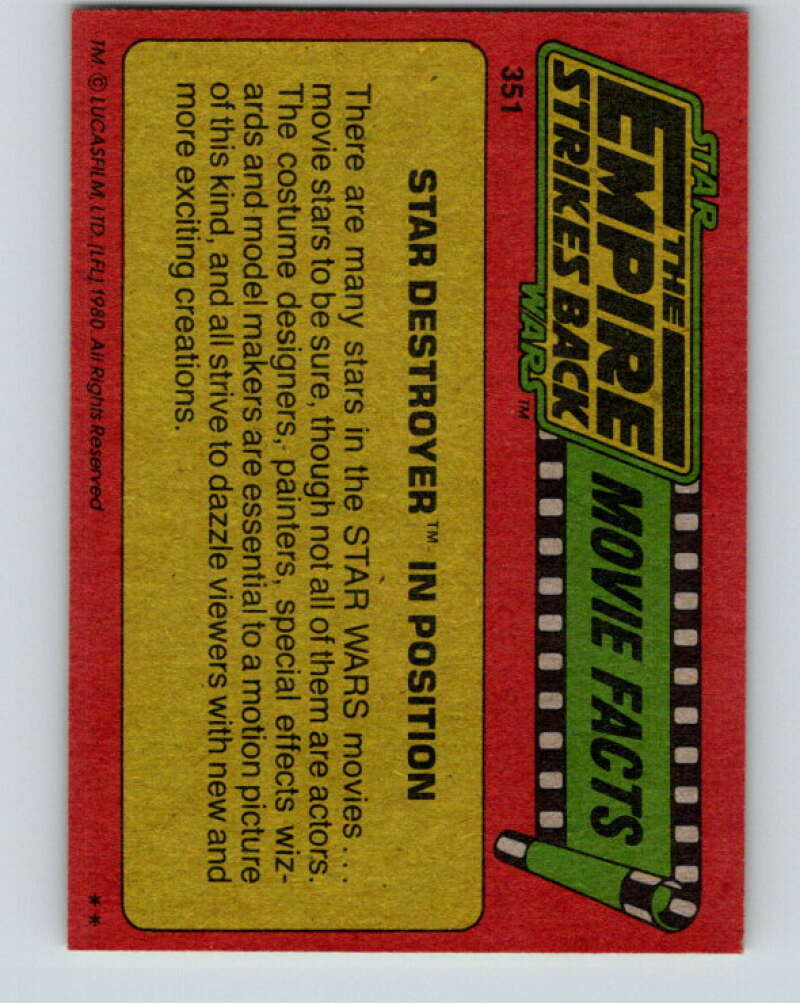 STAR
THE
EMPIRE
STRIKES BACK
WARS™
MOVIE FACTS
351
STAR DESTROYER™ IN POSITION
There are many stars in the STAR WARS movies...
movie stars to be sure, though not all of them are actors.
The costume designers, painters, special effects wiz-
ards and model makers are essential to a motion picture
of this kind, and all strive to dazzle viewers with new and
more exciting creations.
TM: © LUCASFILM, LTD. [LFL] 1980. All Rights Reserved
**